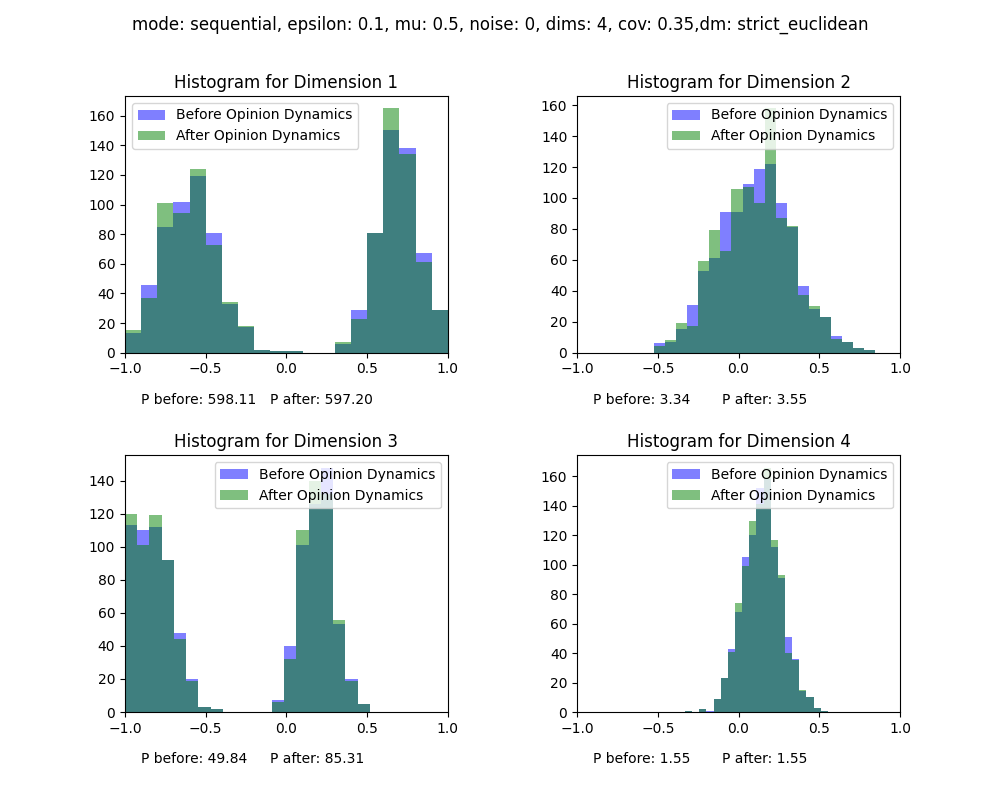 mode: sequential, epsilon: 0.1, mu: 0.5, noise: 0, dims: 4, cov: 0.35,dm: strict_euclidean
Histogram for Dimension 1
Before Opinion Dynamics
After Opinion Dynamics
160
140
120
100
80
60
40
20
0
−1.0 −0.5 0.0 0.5 1.0
P before: 598.11 P after: 597.20
Histogram for Dimension 2
Before Opinion Dynamics
After Opinion Dynamics
160
140
120
100
80
60
40
20
0
−1.0 −0.5 0.0 0.5 1.0
P before: 3.34 P after: 3.55
Histogram for Dimension 3
Before Opinion Dynamics
After Opinion Dynamics
140
120
100
80
60
40
20
0
−1.0 −0.5 0.0 0.5 1.0
P before: 49.84 P after: 85.31
Histogram for Dimension 4
Before Opinion Dynamics
After Opinion Dynamics
160
140
120
100
80
60
40
20
0
−1.0 −0.5 0.0 0.5 1.0
P before: 1.55 P after: 1.55